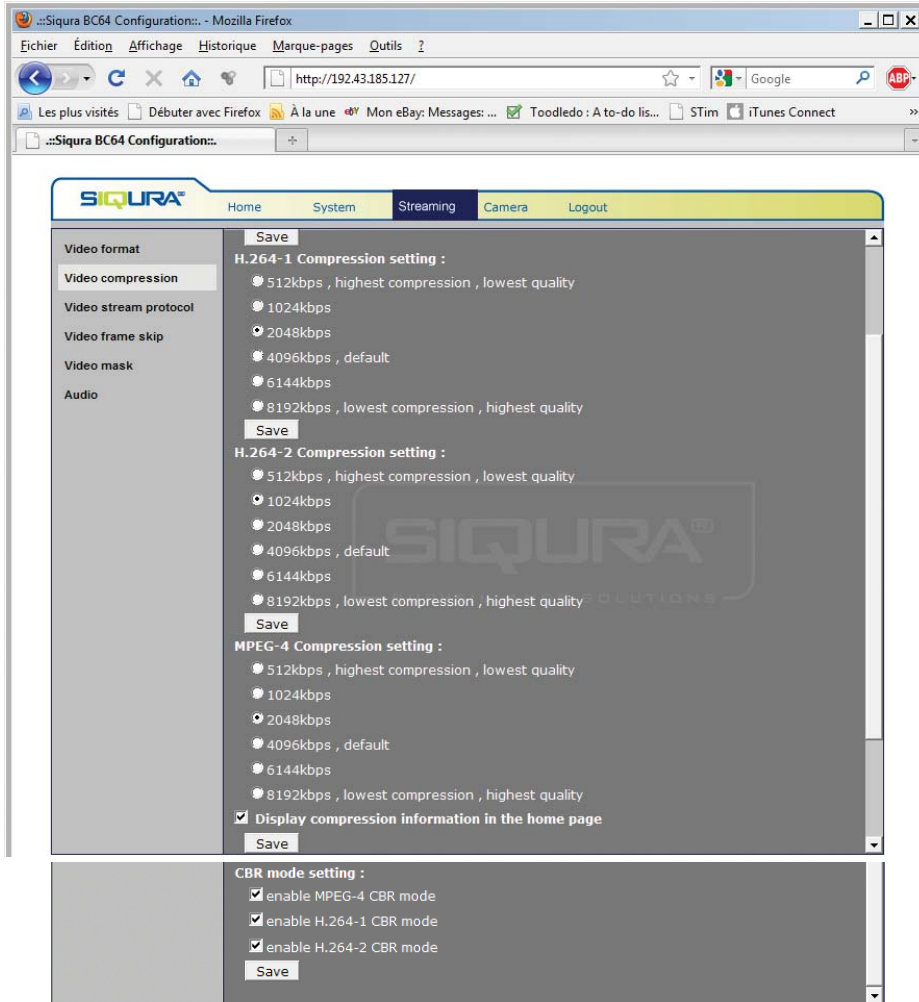 .::Siqura BC64 Configuration::. - Mozilla Firefox
Fichier Édition Affichage Historique Marque-pages Outils ?
http://192.43.185.127/
Google
ABP
Les plus visités Débuter avec Firefox À la une Mon eBay: Messages: ... Toodledo : A to-do lis... STim iTunes Connect »
.::Siqura BC64 Configuration::.
SIQURA®
Home System Streaming Camera Logout
Video format
Video compression
Video stream protocol
Video frame skip
Video mask
Audio
Save
H.264-1 Compression setting :
512kbps , highest compression , lowest quality
1024kbps
2048kbps
4096kbps , default
6144kbps
8192kbps , lowest compression , highest quality
Save
H.264-2 Compression setting :
512kbps , highest compression , lowest quality
1024kbps
2048kbps
4096kbps , default
6144kbps
8192kbps , lowest compression , highest quality
SIQURA®
SOLUTIONS
Save
MPEG-4 Compression setting :
512kbps , highest compression , lowest quality
1024kbps
2048kbps
4096kbps , default
6144kbps
8192kbps , lowest compression , highest quality
Display compression information in the home page
Save
CBR mode setting :
enable MPEG-4 CBR mode
enable H.264-1 CBR mode
enable H.264-2 CBR mode
Save